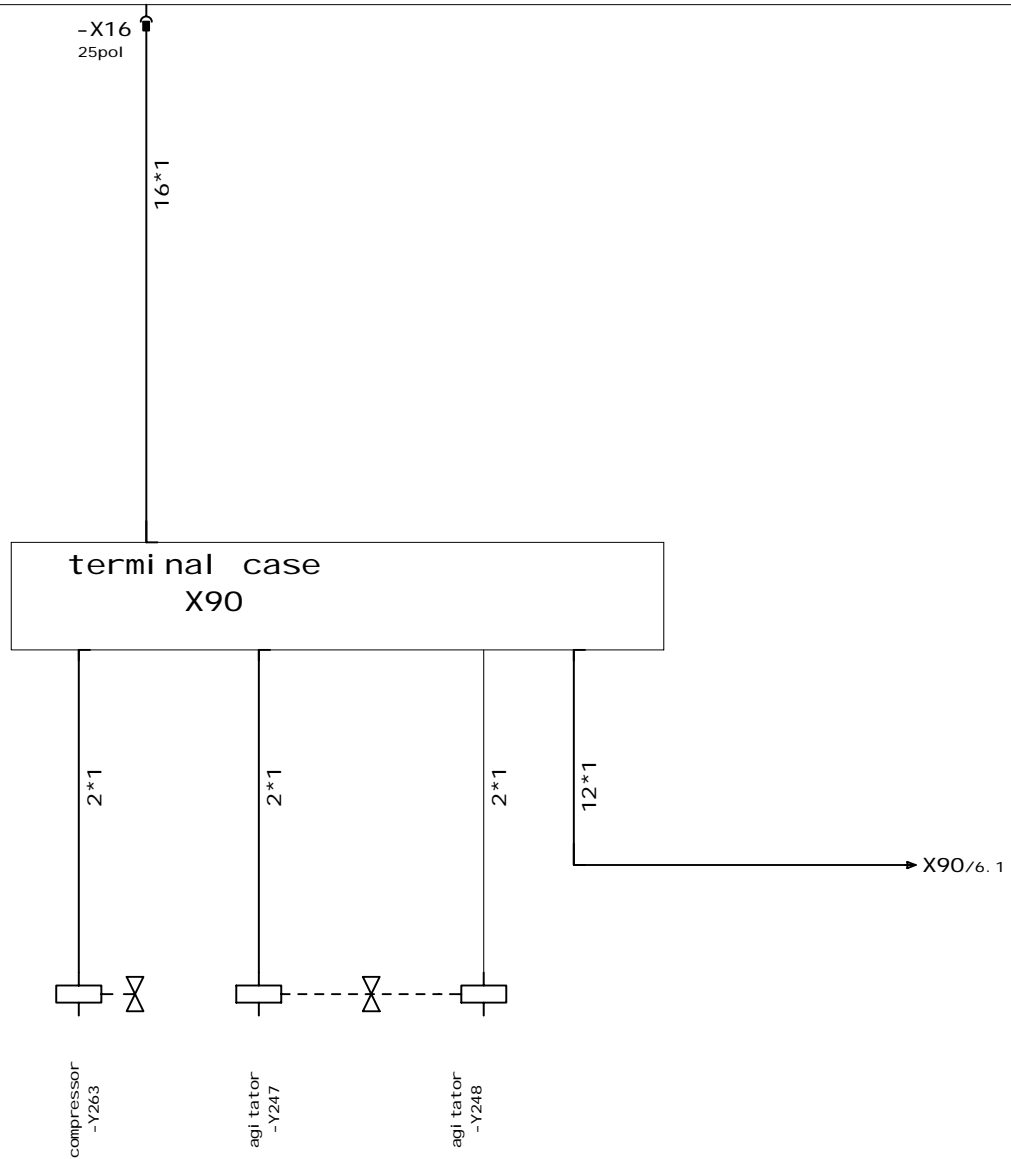 -X16
25pol
16*1
terminal case
X90
2*1
2*1
2*1
12*1
X90/6.1
compressor
-Y263
agitator
-Y247
agitator
-Y248